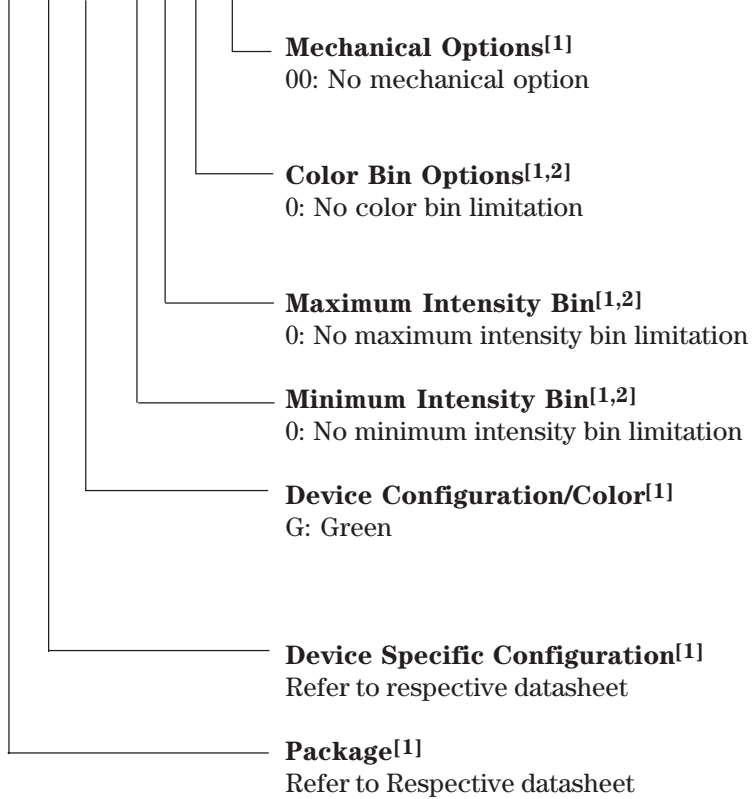 Mechanical Options[1]
00: No mechanical option
Color Bin Options[1,2]
0: No color bin limitation
Maximum Intensity Bin[1,2]
0: No maximum intensity bin limitation
Minimum Intensity Bin[1,2]
0: No minimum intensity bin limitation
Device Configuration/Color[1]
G: Green
Device Specific Configuration[1]
Refer to respective datasheet
Package[1]
Refer to Respective datasheet